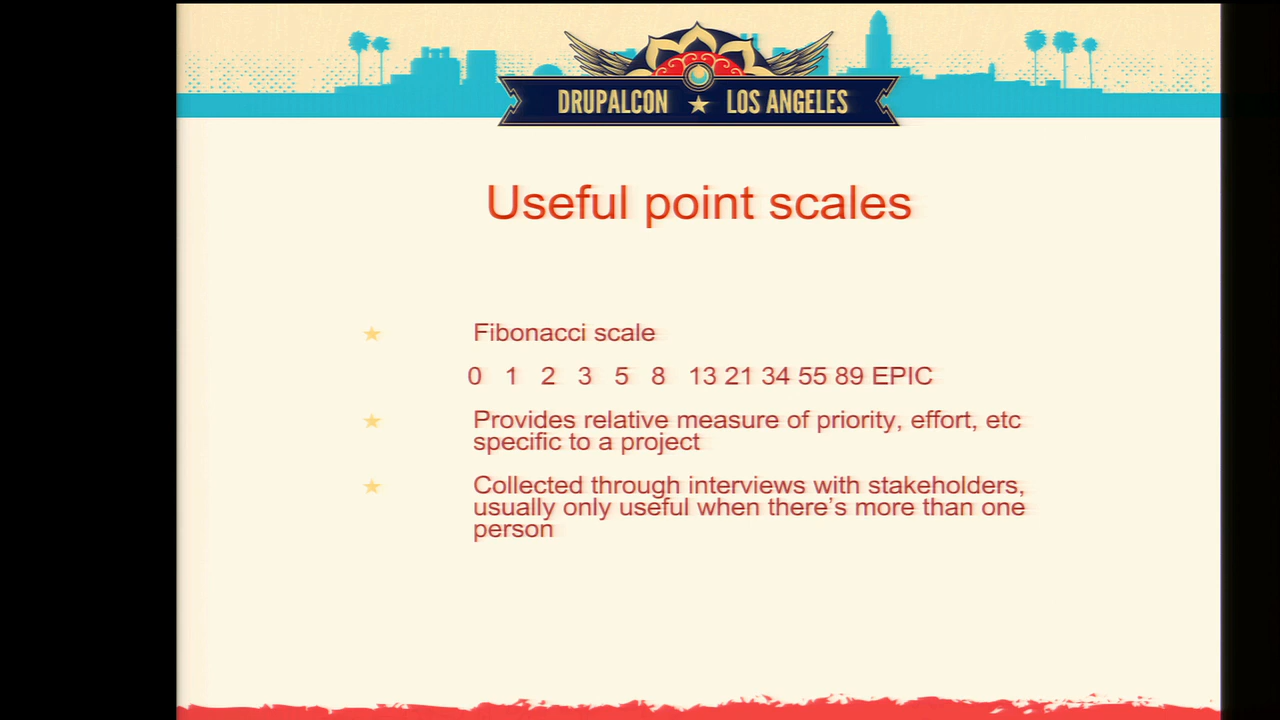 DRUPALCON ★ LOS ANGELES
Useful point scales
★ Fibonacci scale
0 1 2 3 5 8 13 21 34 55 89 EPIC
★ Provides relative measure of priority, effort, etc
specific to a project
★ Collected through interviews with stakeholders,
usually only useful when there’s more than one
person